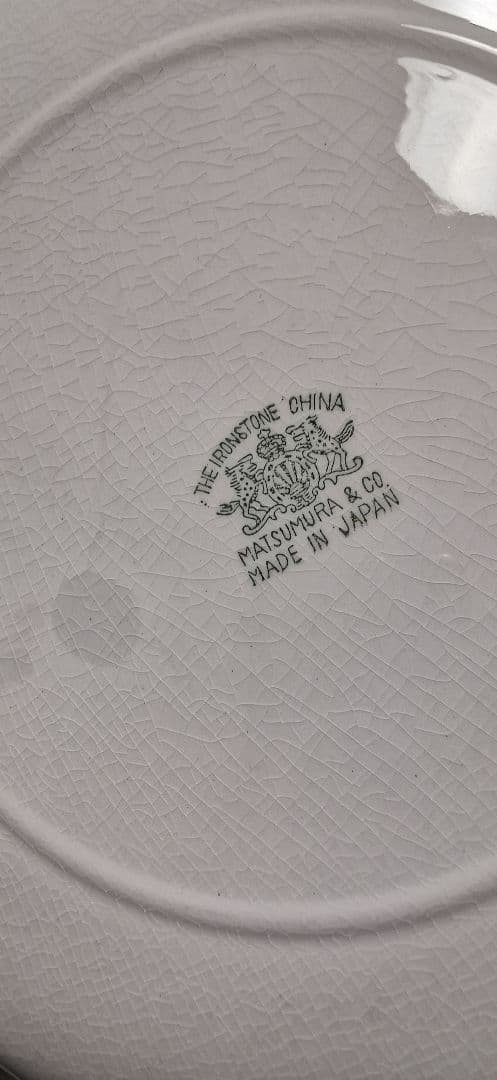 THE IRONSTONE CHINA
MATSUMURA & CO.
MADE IN JAPAN